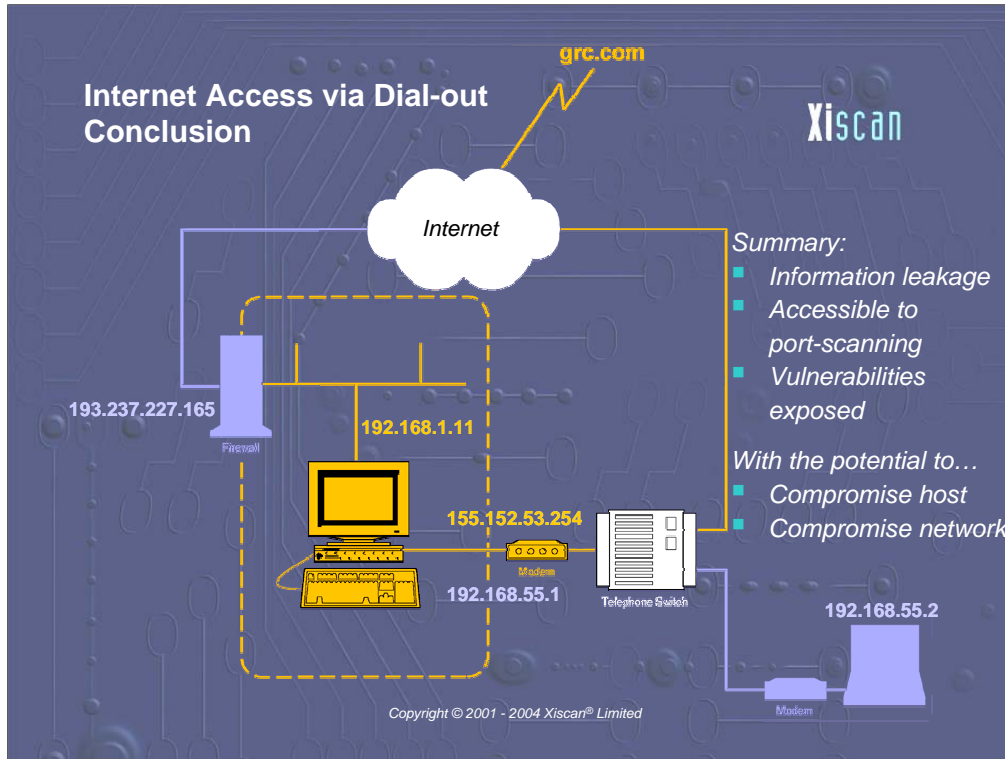 grc.com
Internet Access via Dial-out
Conclusion
Xiscan
Internet
Summary:
Information leakage
Accessible to
port-scanning
Vulnerabilities
exposed
193.237.227.165
Firewall
192.168.1.11
With the potential to…
Compromise host
Compromise network
155.152.53.254
Modem
192.168.55.1
Telephone Switch
192.168.55.2
Modem
Copyright © 2001 - 2004 Xiscan® Limited